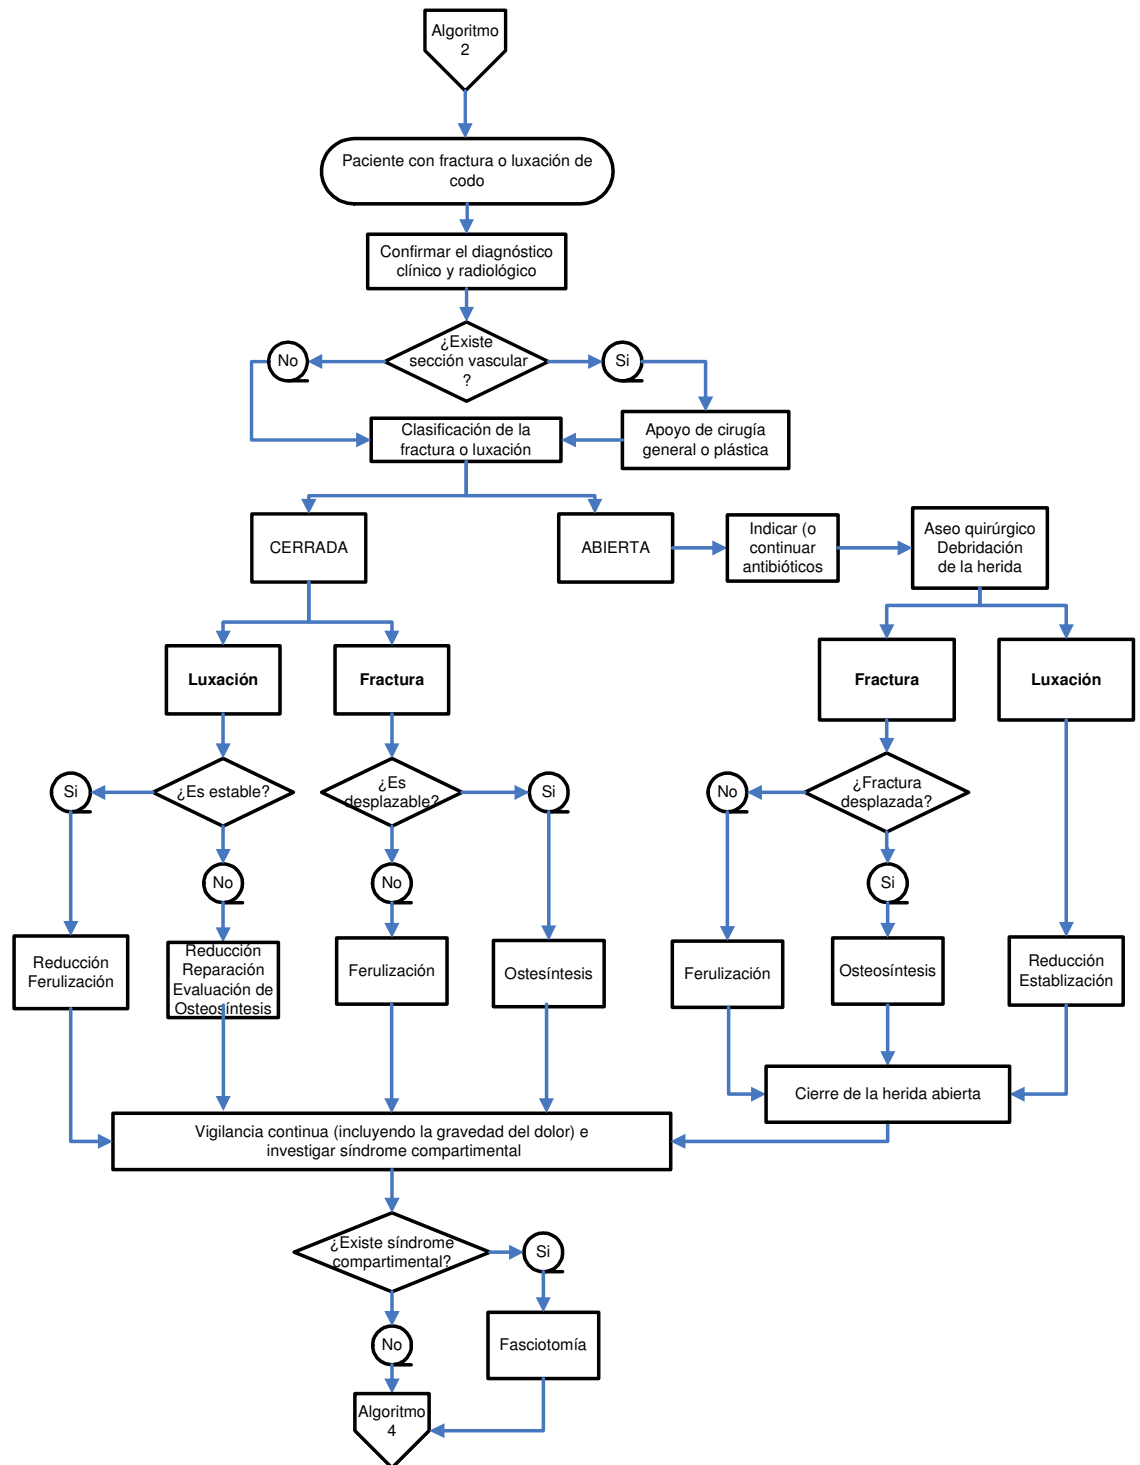 Algoritmo
2
Paciente con fractura o luxación de
codo
Confirmar el diagnóstico
clínico y radiológico
¿Existe
sección vascular
?
No
Si
Clasificación de la
fractura o luxación
Apoyo de cirugía
general o plástica
CERRADA
ABIERTA
Indicar (o
continuar
antibióticos
Aseo quirúrgico
Debridación
de la herida
Luxación
Fractura
Fractura
Luxación
Si
¿Es estable?
¿Es
desplazable?
Si
No
¿Fractura
desplazada?
No
No
Si
Reducción
Ferulización
Reducción
Reparación
Evaluación de
Osteosíntesis
Ferulización
Ostesíntesis
Ferulización
Osteosíntesis
Reducción
Establización
Cierre de la herida abierta
Vigilancia continua (incluyendo la gravedad del dolor) e
investigar síndrome compartimental
¿Existe síndrome
compartimental?
Si
No
Fasciotomía
Algoritmo
4